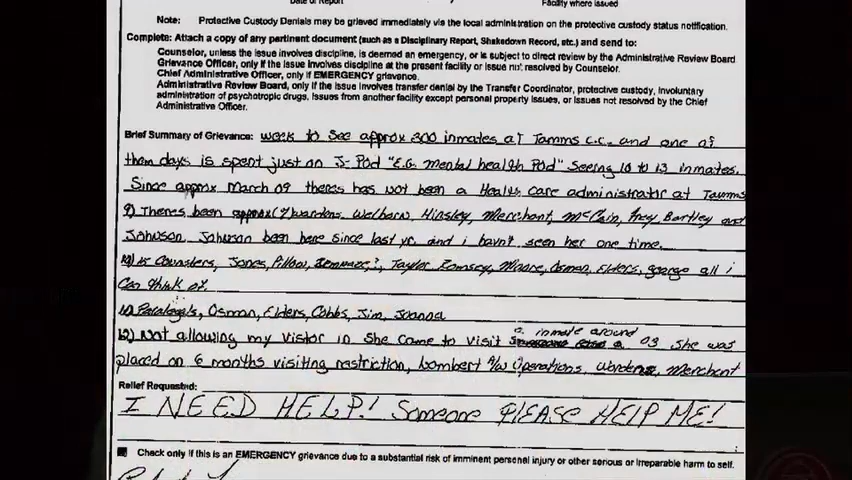 Date of Report
Facility where issued
Note: Protective Custody Denials may be grieved immediately via the local administration on the protective custody status notification.
Complete: Attach a copy of any pertinent document (such as a Disciplinary Report, Shakedown Record, etc.) and send to:
Counselor, unless the issue involves discipline, is deemed an emergency, or is subject to direct review by the Administrative Review Board
Grievance Officer, only if the issue involves discipline at the present facility or issue not resolved by Counselor.
Chief Administrative Officer, only if EMERGENCY grievance.
Administrative Review Board, only if the issue involves transfer denial by the Transfer Coordinator, protective custody, involuntary
administration of psychotropic drugs, issues from another facility except personal property issues, or issues not resolved by the Chief
Administrative Officer.
Brief Summary of Grievance: week to see approx 300 inmates at Tamms C.C. and one of
them days is spent just on J-Pod "E.G. mental health Pod" seeing 10 to 13 inmates.
Since approx March 09 theres has not been a Health care administrator at Tamms
9) Theres been approx (7) wardens, Welborn, Hinsley, Merchant, McCain, Frey, Bartley and
Johnson. Johnson been here since last yr. and i havn't seen her one time.
10) Counslers, Jones, Pillow, Taylor, Ramsey, Moore, Osman, Elders, george all i
can think of.
11) Paralegals, Osman, Elders, Cobbs, Jim, Joanna
12) Not allowing my vistor in she came to visit a inmate around 03 she was
placed on 6 months visiting restriction, bombert A/W Operations, Merchant
Relief Requested:
I NEED HELP! Someone PLEASE HELP ME!
Check only if this is an EMERGENCY grievance due to a substantial risk of imminent personal injury or other serious or irreparable harm to self.